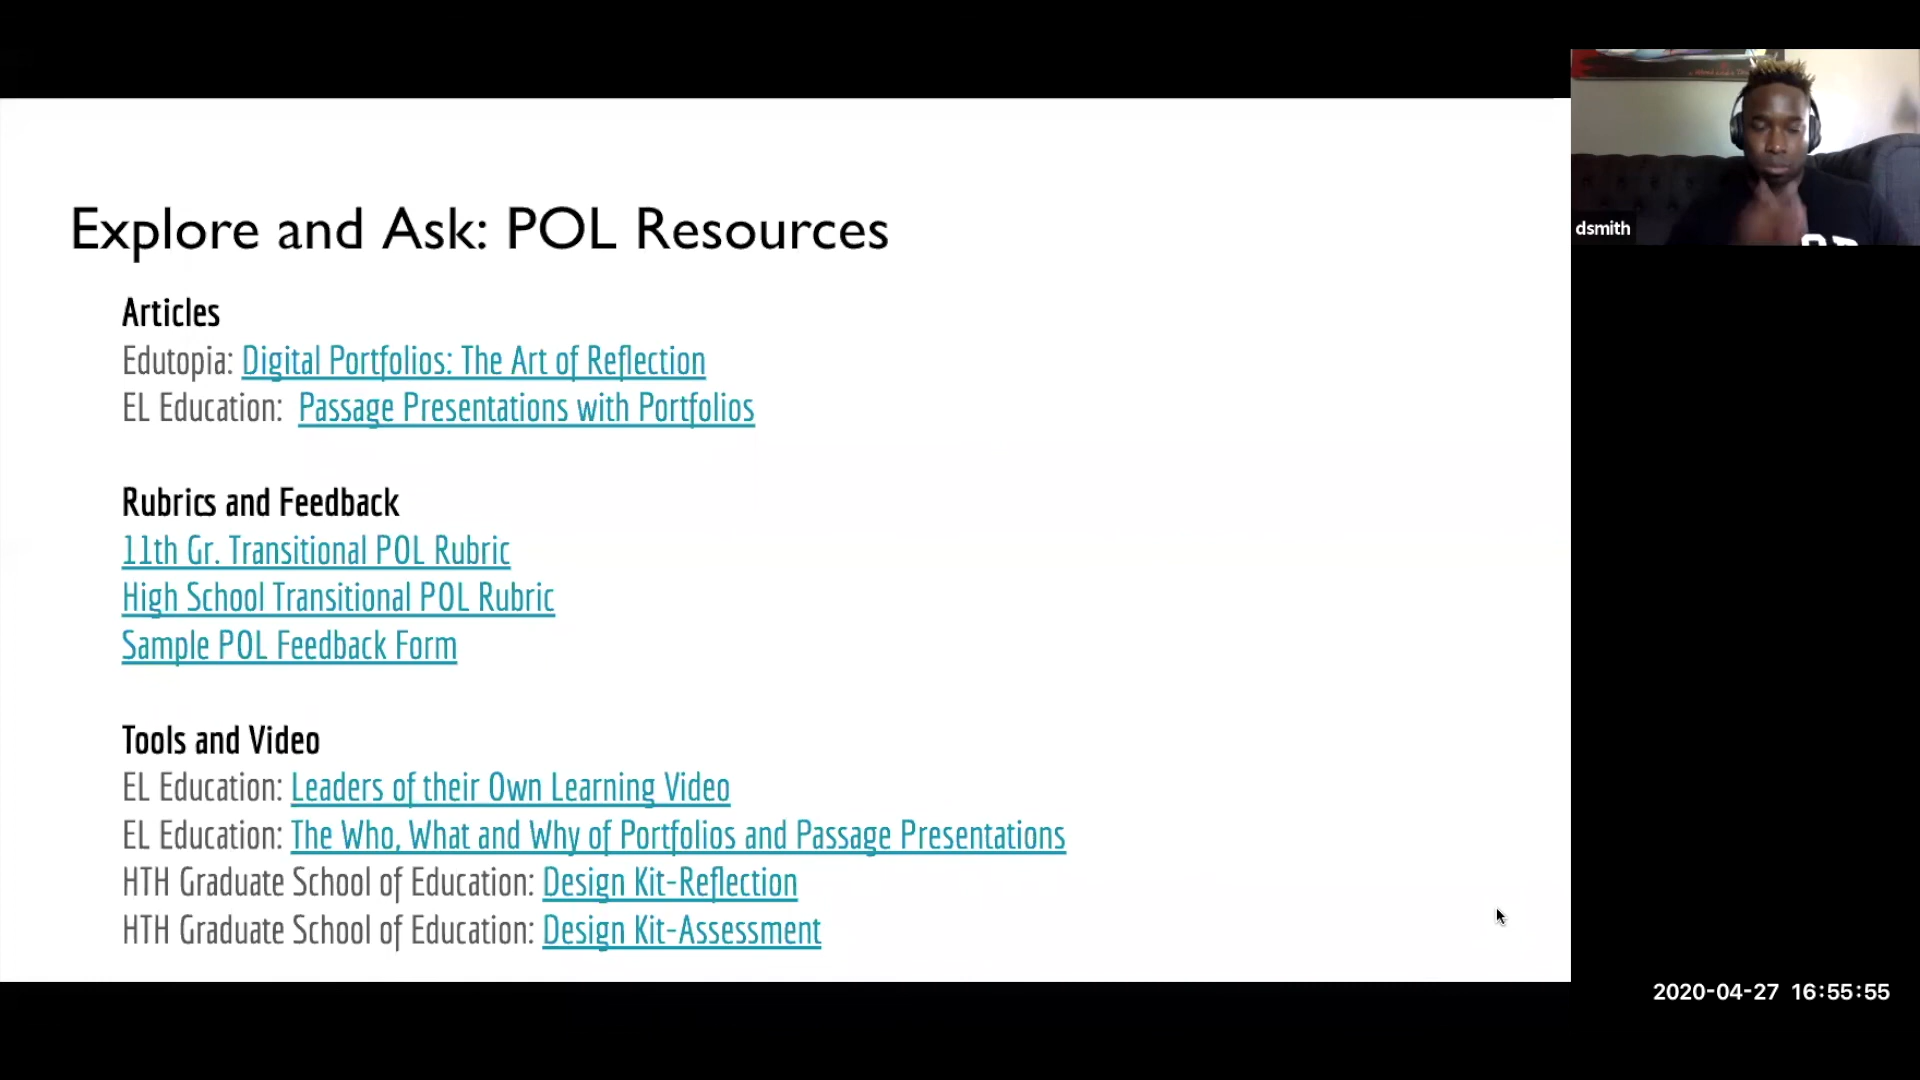 Explore and Ask: POL Resources
Articles
Edutopia: Digital Portfolios: The Art of Reflection
EL Education: Passage Presentations with Portfolios
Rubrics and Feedback
11th Gr. Transitional POL Rubric
High School Transitional POL Rubric
Sample POL Feedback Form
Tools and Video
EL Education: Leaders of their Own Learning Video
EL Education: The Who, What and Why of Portfolios and Passage Presentations
HTH Graduate School of Education: Design Kit-Reflection
HTH Graduate School of Education: Design Kit-Assessment
dsmith
2020-04-27 16:55:55